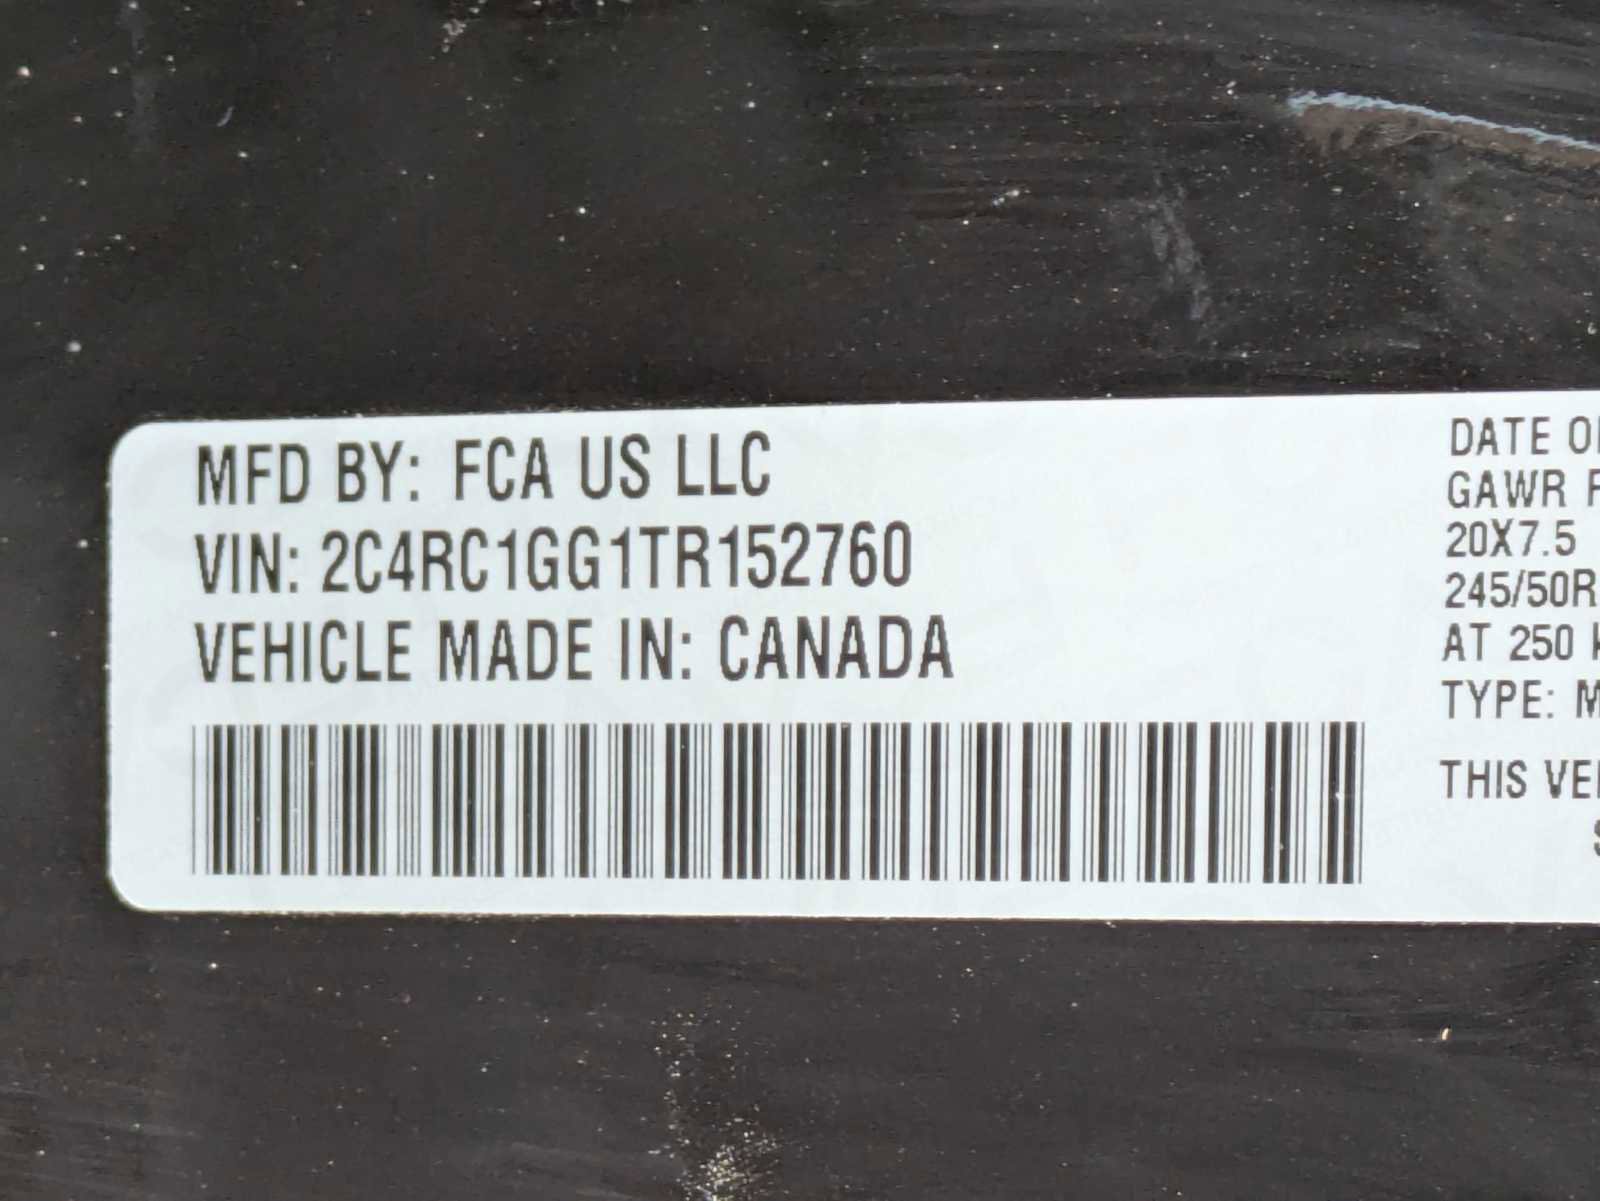 MFD BY: FCA US LLC
VIN: 2C4RC1GG1TR152760
VEHICLE MADE IN: CANADA
DATE
GAWR
20X7.5
245/50R
AT 250
TYPE:
THIS